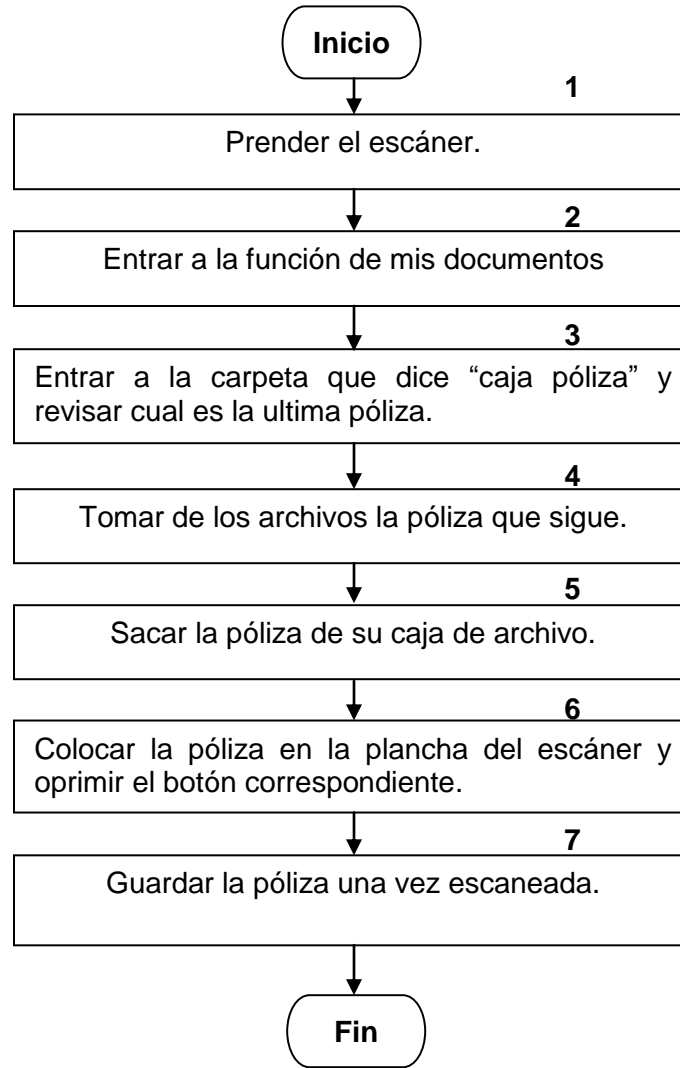 Inicio
1
Prender el escáner.
2
Entrar a la función de mis documentos
3
Entrar a la carpeta que dice “caja póliza” y
revisar cual es la ultima póliza.
4
Tomar de los archivos la póliza que sigue.
5
Sacar la póliza de su caja de archivo.
6
Colocar la póliza en la plancha del escáner y
oprimir el botón correspondiente.
7
Guardar la póliza una vez escaneada.
Fin